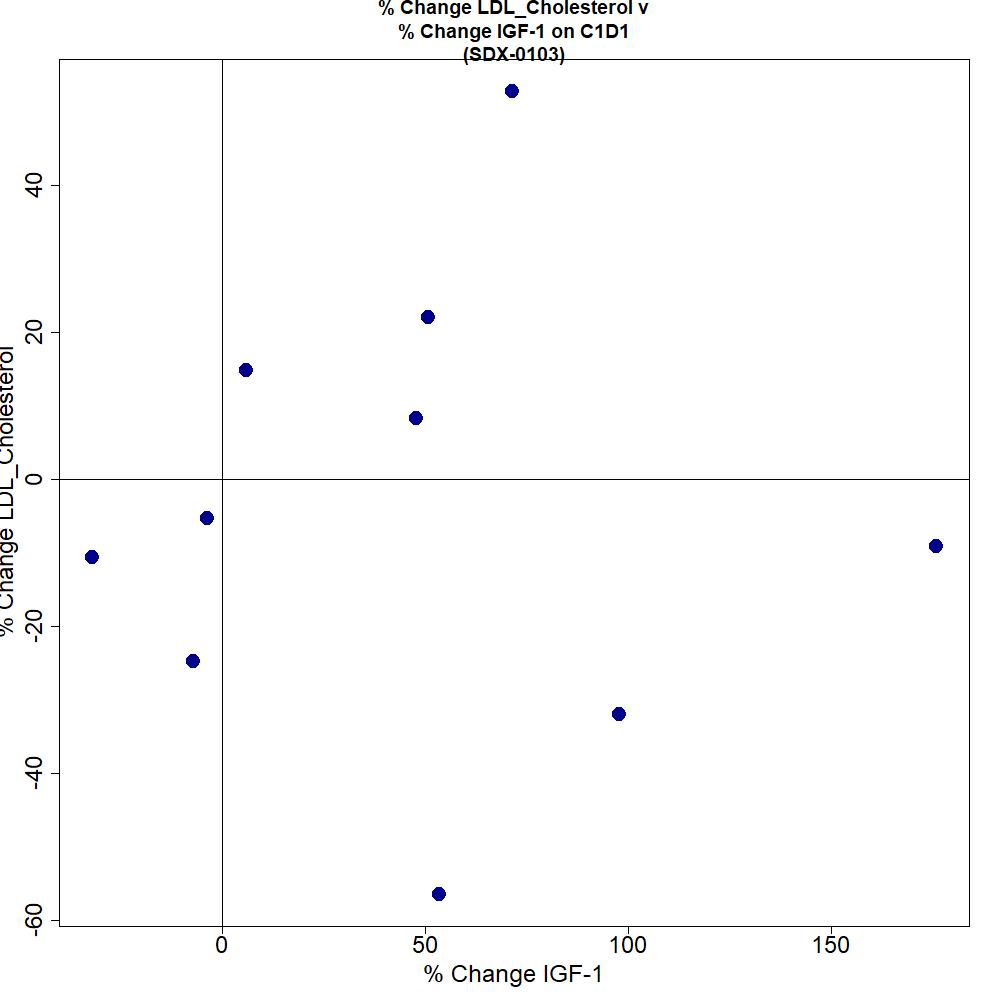 % Change LDL_Cholesterol v
% Change IGF-1 on C1D1
(SDX-0103)
% Change LDL_Cholesterol
40
20
0
-20
-40
-60
0
50
100
150
% Change IGF-1